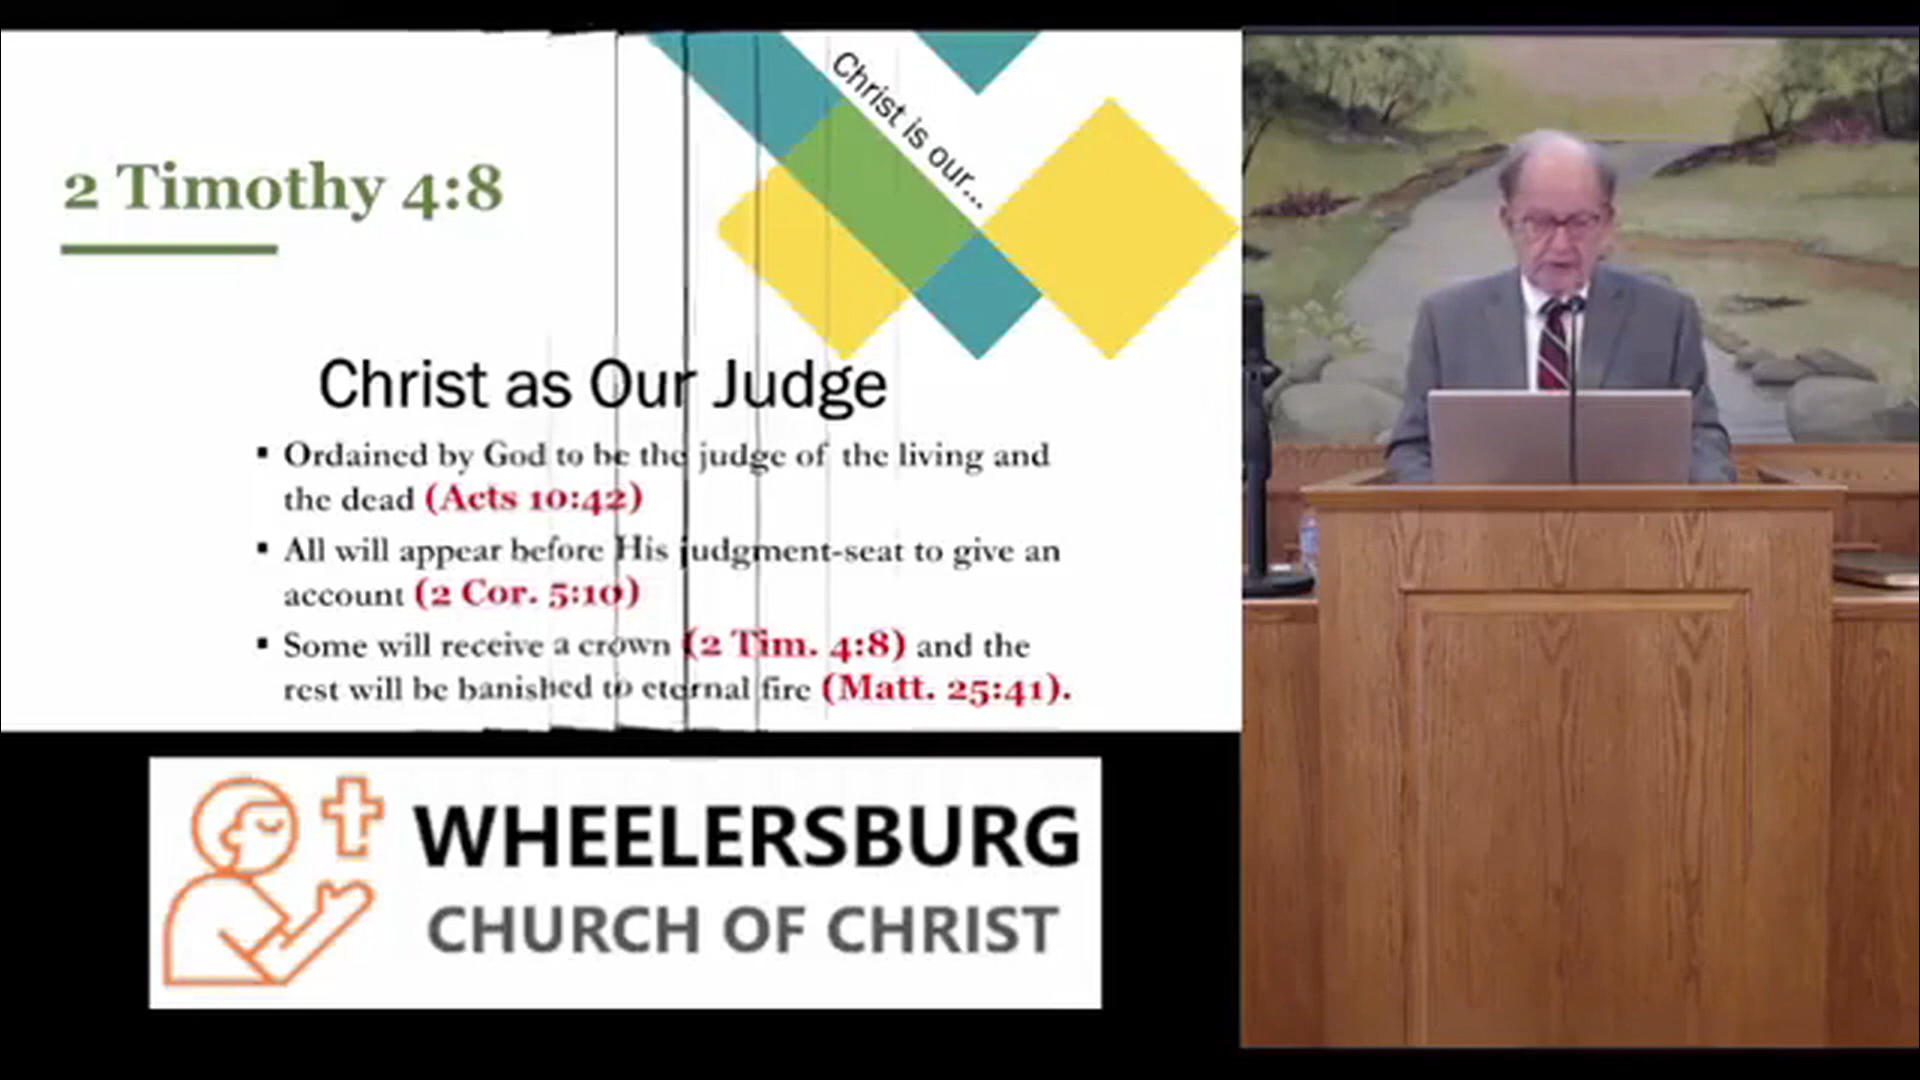 2 Timothy 4:8
Christ is our...
Christ as Our Judge
▪ Ordained by God to be the judge of the living and
the dead (Acts 10:42)
▪ All will appear before His judgment-seat to give an
account (2 Cor. 5:10)
▪ Some will receive a crown (2 Tim. 4:8) and the
rest will be banished to eternal fire (Matt. 25:41).
WHEELERSBURG
CHURCH OF CHRIST